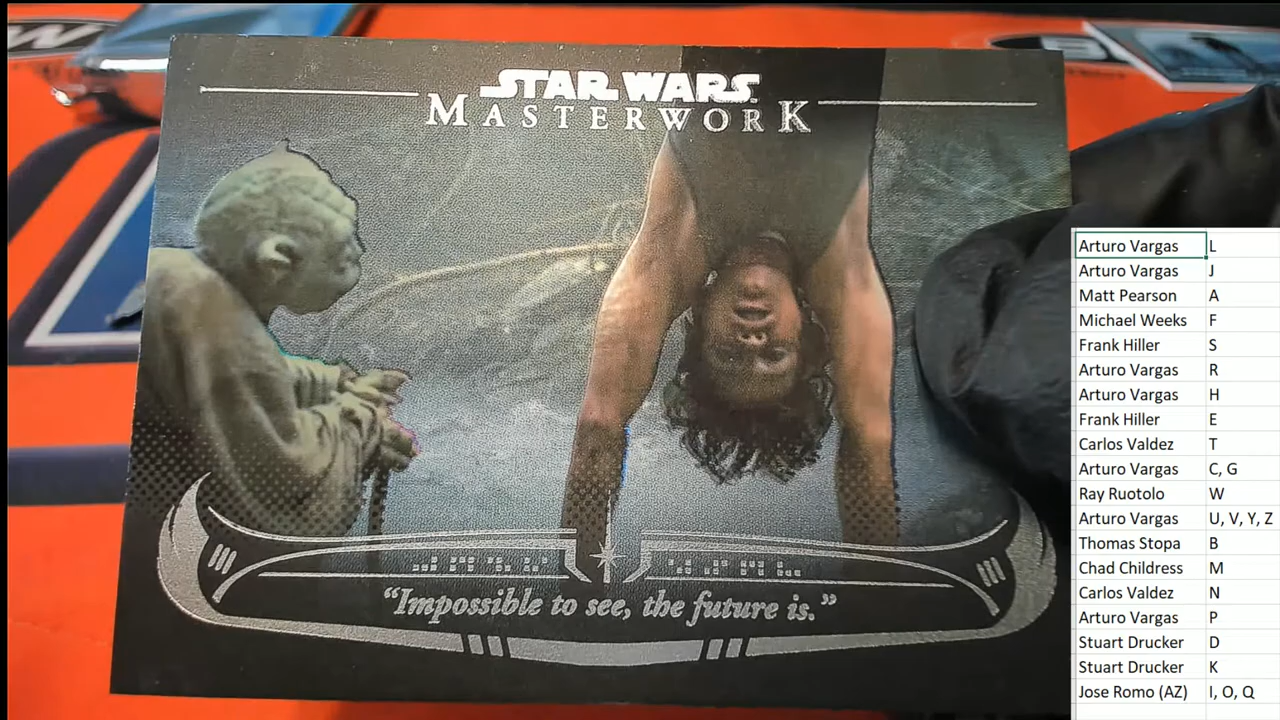 STAR WARS
MASTERWORK
"Impossible to see, the future is."
Arturo Vargas L
Arturo Vargas J
Matt Pearson A
Michael Weeks F
Frank Hiller S
Arturo Vargas R
Arturo Vargas H
Frank Hiller E
Carlos Valdez T
Arturo Vargas C, G
Ray Ruotolo W
Arturo Vargas U, V, Y, Z
Thomas Stopa B
Chad Childress M
Carlos Valdez N
Arturo Vargas P
Stuart Drucker D
Stuart Drucker K
Jose Romo (AZ) I, O, Q